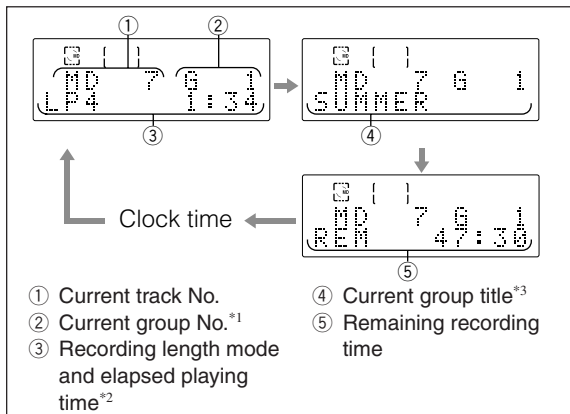 ① ②
MD 7 G 1
LP4 1:34
③
MD 7 G 1
SUMMER
④
MD 7 G 1
REM 47:30
⑤
Clock time
① Current track No.
② Current group No.*1
③ Recording length mode
and elapsed playing
time*2
④ Current group title*3
⑤ Remaining recording
time